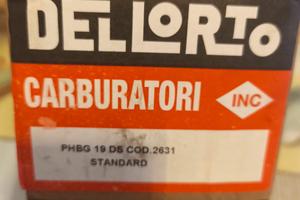 DELLORTO
CARBURATORI INC
PHBG 19 DS COD.2631
STANDARD